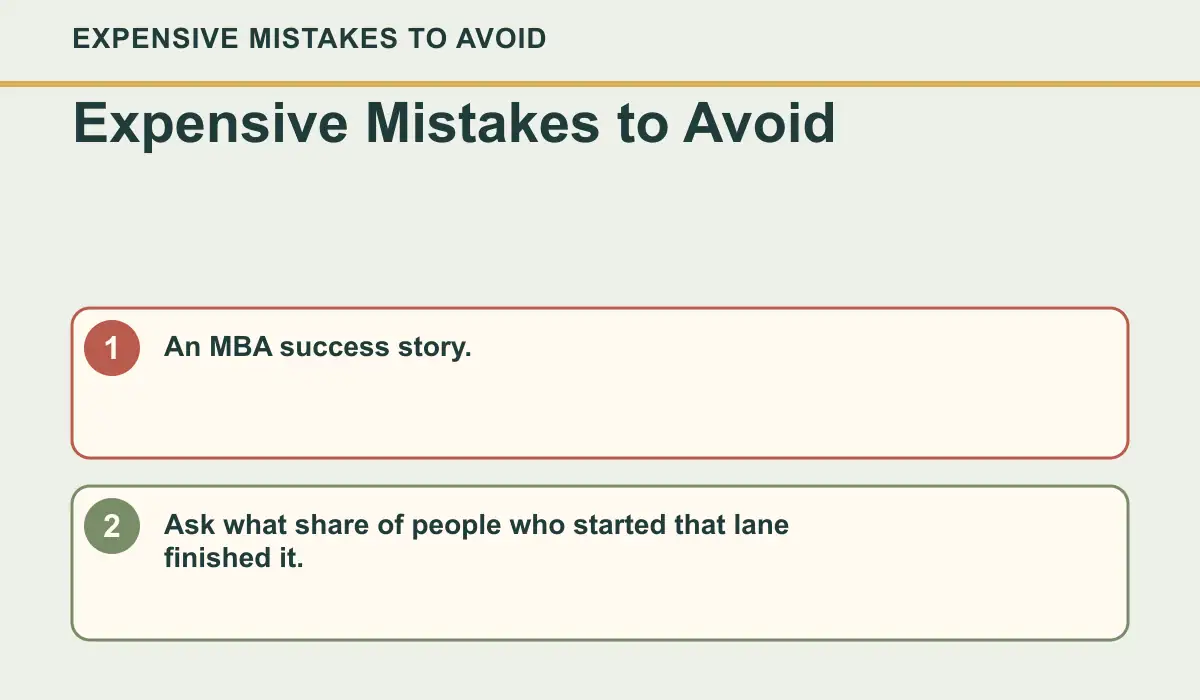 EXPENSIVE MISTAKES TO AVOID
Expensive Mistakes to Avoid
1
An MBA success story.
2
Ask what share of people who started that lane
finished it.